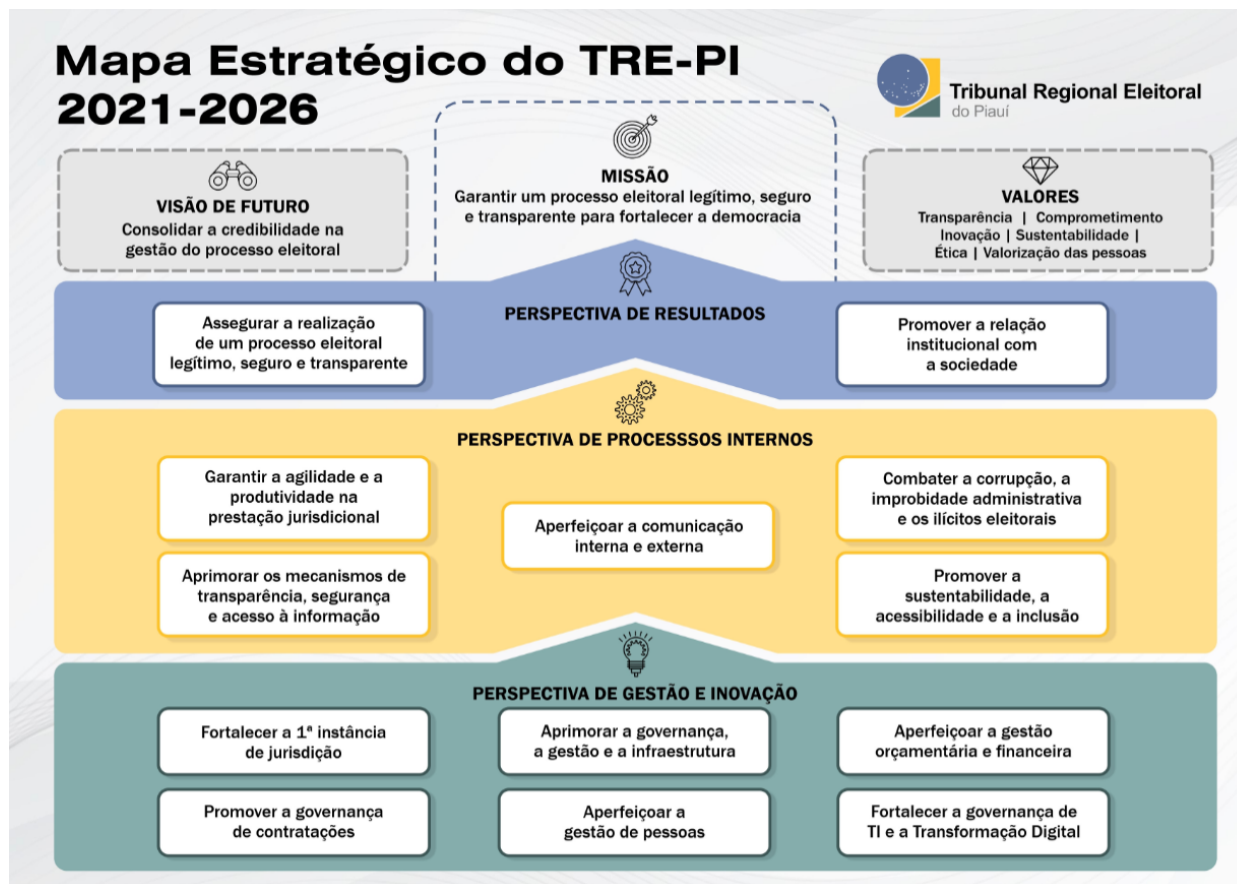 Mapa Estratégico do TRE-PI
2021-2026
Tribunal Regional Eleitoral
do Piauí
VISÃO DE FUTURO
Consolidar a credibilidade na
gestão do processo eleitoral
MISSÃO
Garantir um processo eleitoral legítimo, seguro
e transparente para fortalecer a democracia
VALORES
Transparência | Comprometimento
Inovação | Sustentabilidade |
Ética | Valorização das pessoas
PERSPECTIVA DE RESULTADOS
Assegurar a realização
de um processo eleitoral
legítimo, seguro e transparente
Promover a relação
institucional com
a sociedade
PERSPECTIVA DE PROCESSSOS INTERNOS
Garantir a agilidade e a
produtividade na
prestação jurisdicional
Aprimorar os mecanismos de
transparência, segurança
e acesso à informação
Aperfeiçoar a comunicação
interna e externa
Combater a corrupção, a
improbidade administrativa
e os ilícitos eleitorais
Promover a
sustentabilidade, a
acessibilidade e a inclusão
PERSPECTIVA DE GESTÃO E INOVAÇÃO
Fortalecer a 1ª instância
de jurisdição
Aprimorar a governança,
a gestão e a infraestrutura
Aperfeiçoar a gestão
orçamentária e financeira
Promover a governança
de contratações
Aperfeiçoar a
gestão de pessoas
Fortalecer a governança de
TI e a Transformação Digital